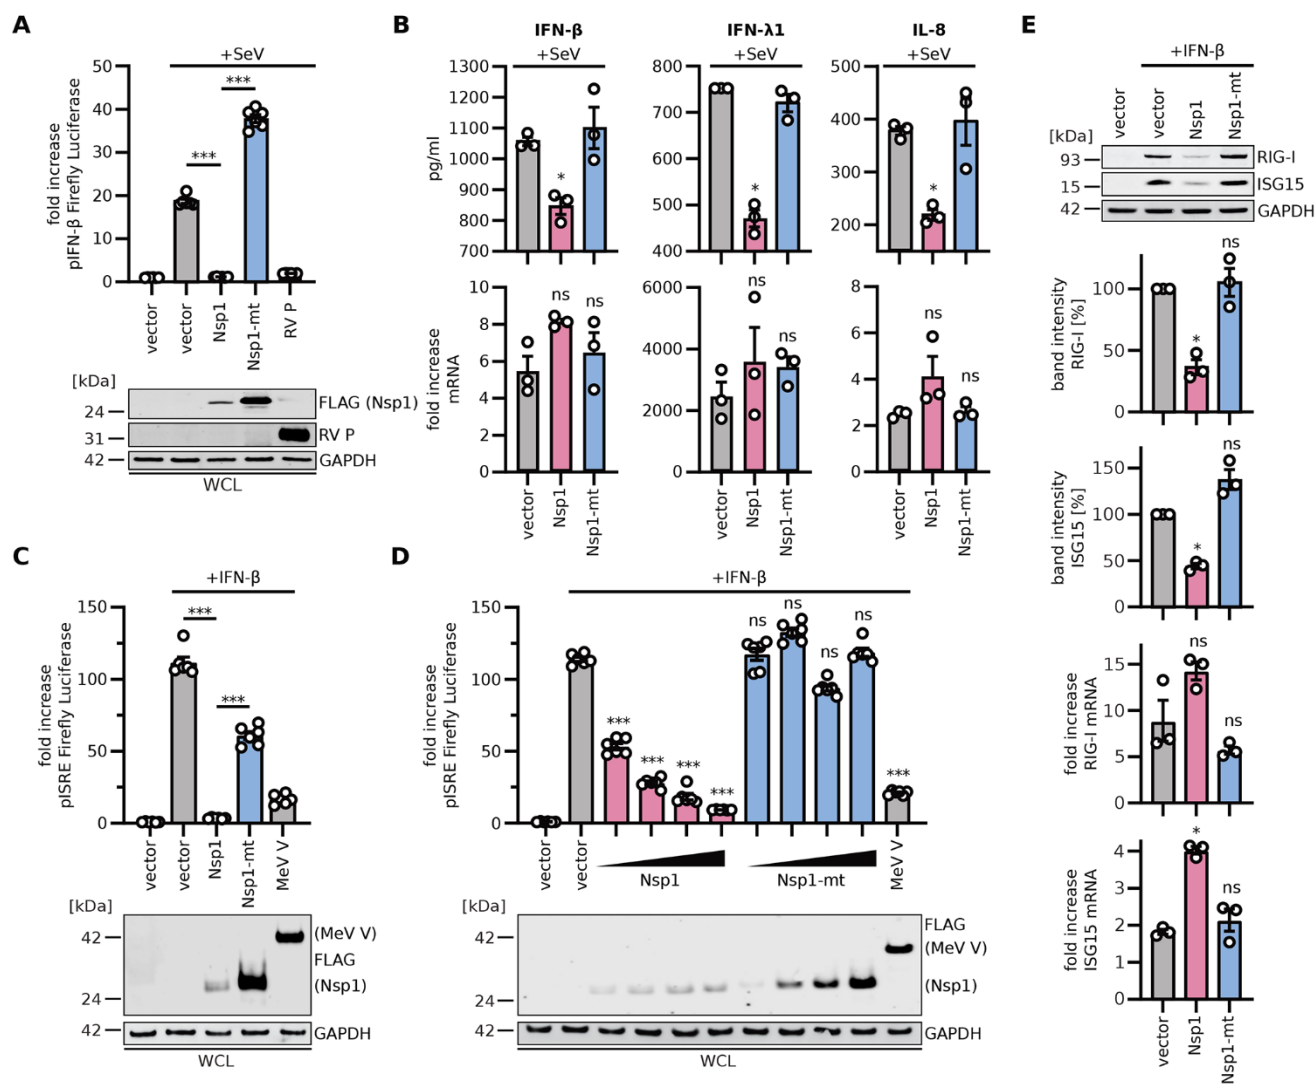 A
+SeV
fold increase
pIFN-β Firefly Luciferase
50
40
30
20
10
0
***
***
vector
vector
Nsp1
Nsp1-mt
RV P
[kDa]
24
31
42
FLAG (Nsp1)
RV P
GAPDH
WCL
B
IFN-β
+SeV
pg/ml
1300
1200
1100
1000
900
800
700
*
IFN-λ1
+SeV
800
700
600
500
400
*
IL-8
+SeV
500
400
300
200
*
fold increase
mRNA
10
8
6
4
2
0
ns
ns
vector
Nsp1
Nsp1-mt
6000
4000
2000
0
ns
ns
vector
Nsp1
Nsp1-mt
8
6
4
2
0
ns
ns
vector
Nsp1
Nsp1-mt
C
+IFN-β
fold increase
pISRE Firefly Luciferase
150
100
50
0
***
***
vector
vector
Nsp1
Nsp1-mt
MeV V
[kDa]
42
24
42
(MeV V)
FLAG
(Nsp1)
GAPDH
WCL
D
+IFN-β
fold increase
pISRE Firefly Luciferase
150
100
50
0
***
***
***
***
ns
ns
ns
ns
***
vector
vector
Nsp1
Nsp1-mt
MeV V
[kDa]
42
24
42
FLAG
(MeV V)
(Nsp1)
GAPDH
WCL
E
+IFN-β
vector
vector
Nsp1
Nsp1-mt
[kDa]
93
15
42
RIG-I
ISG15
GAPDH
band intensity
RIG-I [%]
100
50
0
*
ns
band intensity
ISG15 [%]
150
100
50
0
*
ns
fold increase
RIG-I mRNA
15
10
5
0
ns
ns
fold increase
ISG15 mRNA
4
3
2
1
0
*
ns
vector
Nsp1
Nsp1-mt